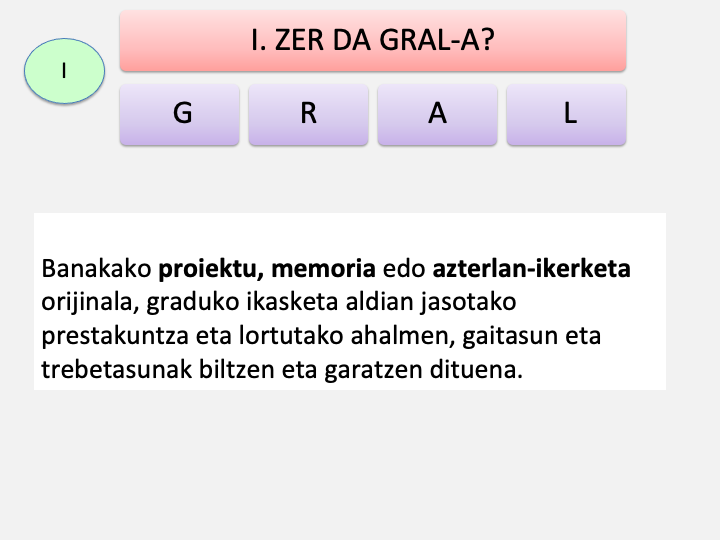 I
I. ZER DA GRAL-A?
G R A L
Banakako proiektu, memoria edo azterlan-ikerketa
orijinala, graduko ikasketa aldian jasotako
prestakuntza eta lortutako ahalmen, gaitasun eta
trebetasunak biltzen eta garatzen dituena.